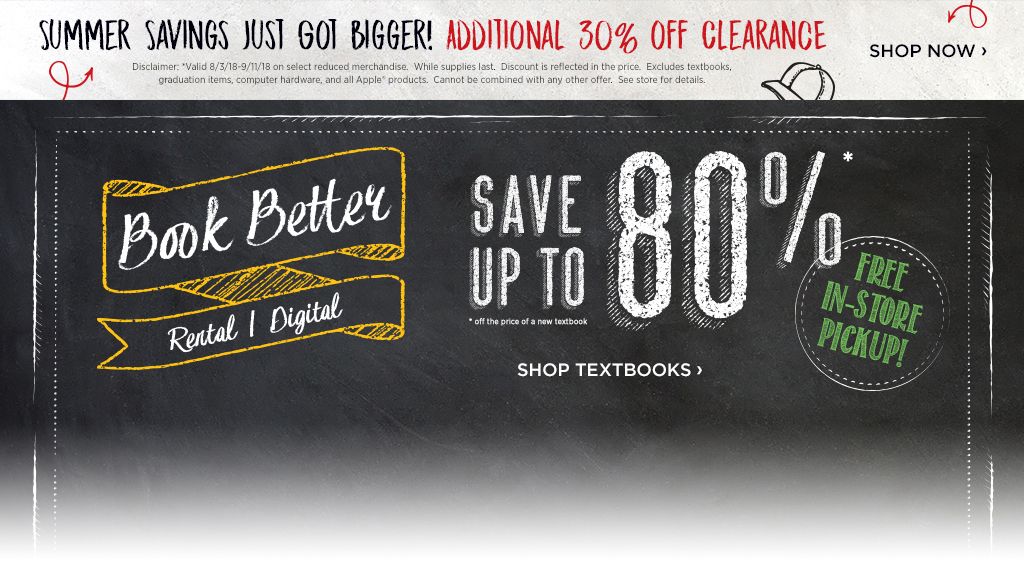 SUMMER SAVINGS JUST GOT BIGGER! ADDITIONAL 30% OFF CLEARANCE
SHOP NOW ›
Disclaimer: *Valid 8/3/18-9/11/18 on select reduced merchandise. While supplies last. Discount is reflected in the price. Excludes textbooks,
graduation items, computer hardware, and all Apple® products. Cannot be combined with any other offer. See store for details.
Book Better
Rental | Digital
SAVE
UP TO
80%*
* off the price of a new textbook
FREE
IN-STORE
PICKUP!
SHOP TEXTBOOKS ›